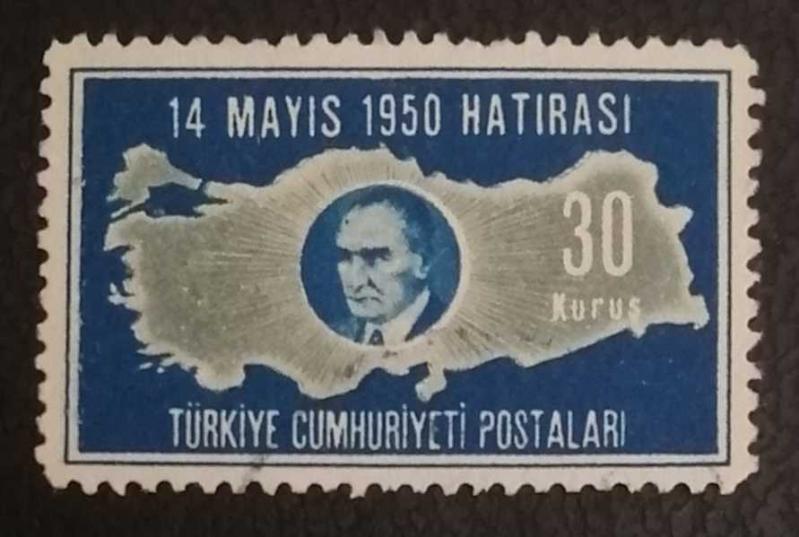 14 MAYIS 1950 HATIRASI
30
Kuruş
TÜRKİYE CUMHURİYETİ POSTALARI